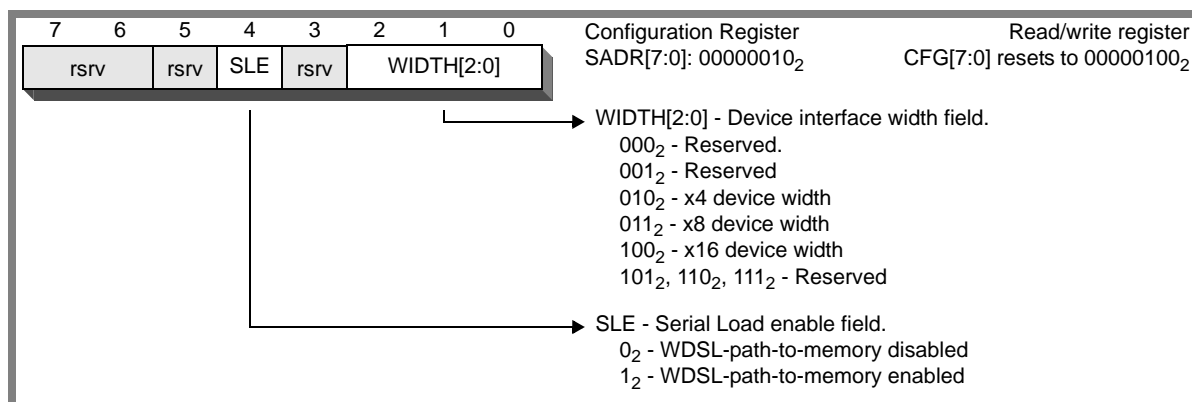 7 6 5 4 3 2 1 0
rsrv rsrv SLE rsrv WIDTH[2:0]
Configuration Register Read/write register
SADR[7:0]: 00000010₂ CFG[7:0] resets to 00000100₂
WIDTH[2:0] - Device interface width field.
000₂ - Reserved.
001₂ - Reserved
010₂ - x4 device width
011₂ - x8 device width
100₂ - x16 device width
101₂, 110₂, 111₂ - Reserved
SLE - Serial Load enable field.
0₂ - WDSL-path-to-memory disabled
1₂ - WDSL-path-to-memory enabled